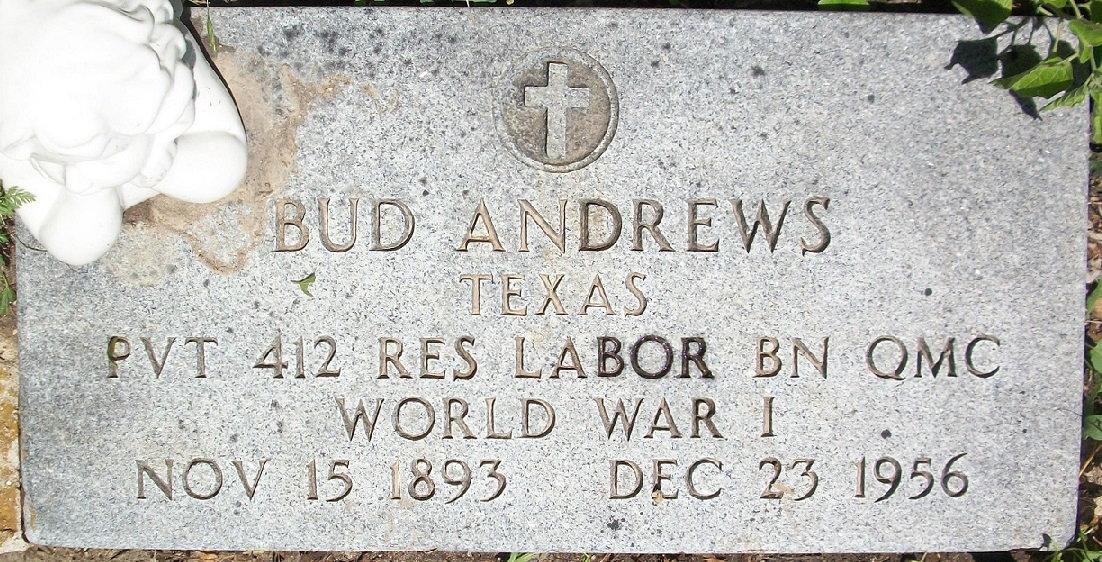 BUD ANDREWS
TEXAS
PVT 412 RES LABOR BN QMC
WORLD WAR I
NOV 15 1893 DEC 23 1956